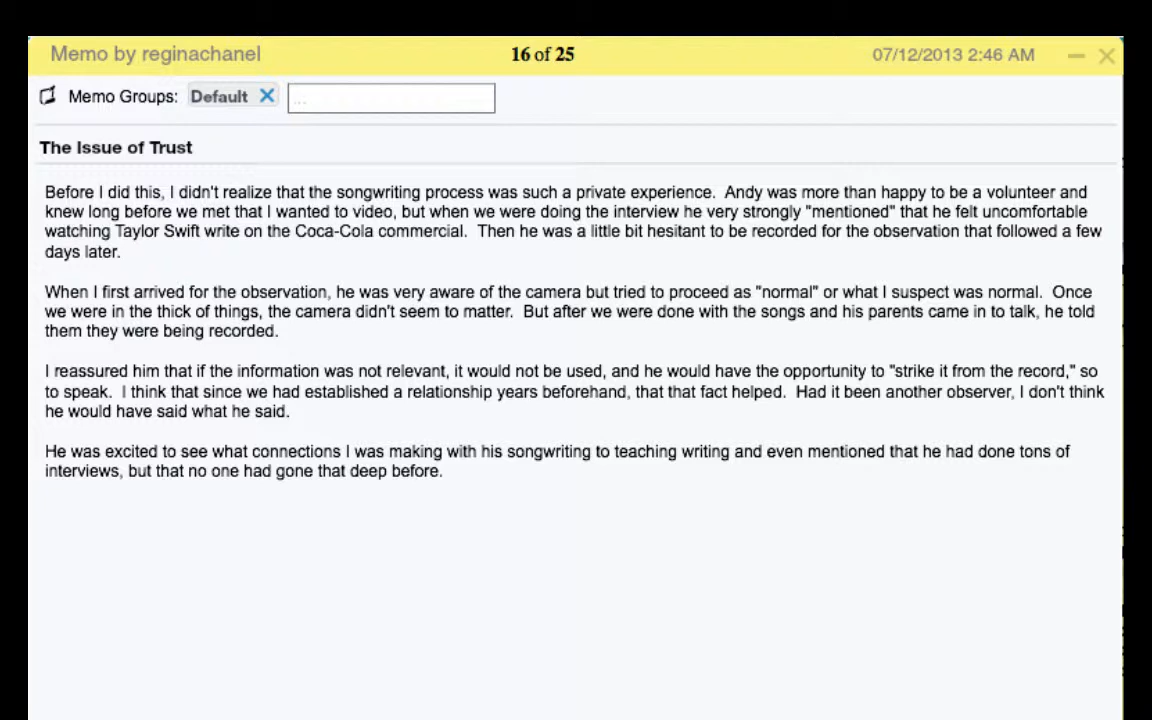 Memo by reginachanel 16 of 25 07/12/2013 2:46 AM
Memo Groups: Default ...
The Issue of Trust
Before I did this, I didn't realize that the songwriting process was such a private experience.  Andy was more than happy to be a volunteer and
knew long before we met that I wanted to video, but when we were doing the interview he very strongly "mentioned" that he felt uncomfortable
watching Taylor Swift write on the Coca-Cola commercial.  Then he was a little bit hesitant to be recorded for the observation that followed a few
days later.
When I first arrived for the observation, he was very aware of the camera but tried to proceed as "normal" or what I suspect was normal.  Once
we were in the thick of things, the camera didn't seem to matter.  But after we were done with the songs and his parents came in to talk, he told
them they were being recorded.
I reassured him that if the information was not relevant, it would not be used, and he would have the opportunity to "strike it from the record," so
to speak.  I think that since we had established a relationship years beforehand, that that fact helped.  Had it been another observer, I don't think
he would have said what he said.
He was excited to see what connections I was making with his songwriting to teaching writing and even mentioned that he had done tons of
interviews, but that no one had gone that deep before.